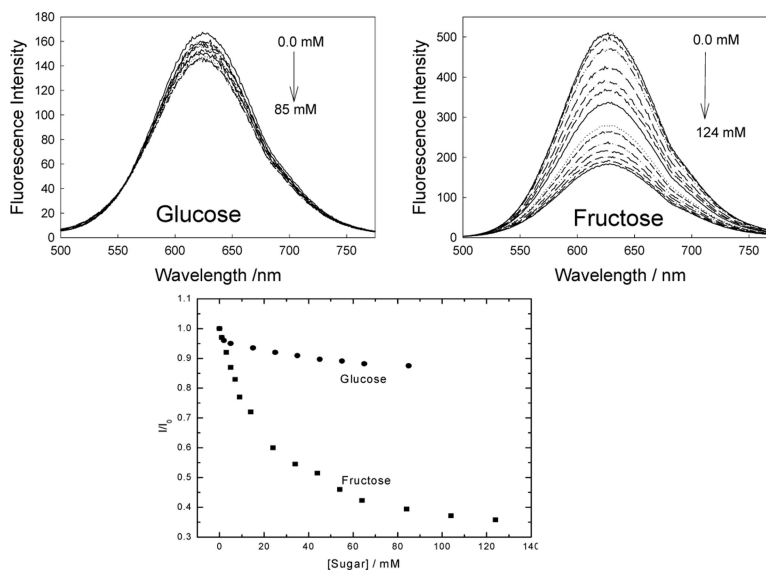 Fluorescence Intensity
180
160
140
120
100
80
60
40
20
0
0.0 mM
85 mM
Glucose
500 550 600 650 700 750
Wavelength /nm
Fluorescence Intensity
500
400
300
200
100
0
0.0 mM
124 mM
Fructose
500 550 600 650 700 750
Wavelength / nm
I/I0
1.1
1.0
0.9
0.8
0.7
0.6
0.5
0.4
0.3
Glucose
Fructose
0 20 40 60 80 100 120 140
[Sugar] / mM